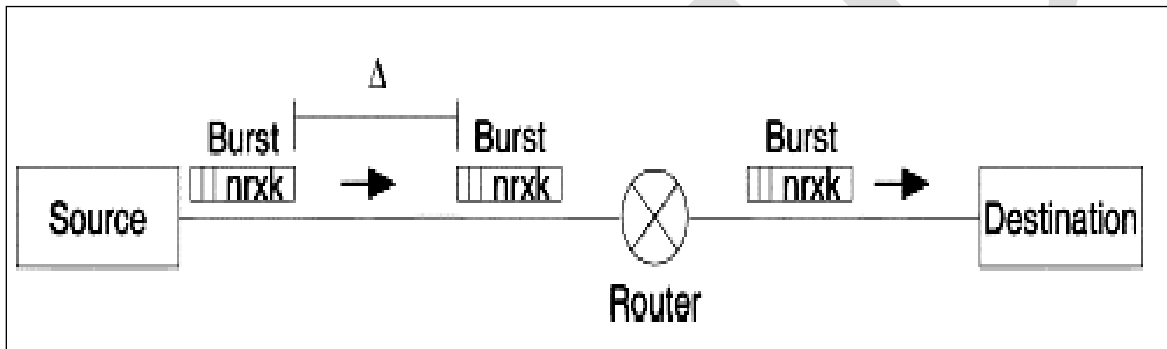 Δ
Burst Burst Burst
nrxk nrxk nrxk
Source Destination
Router